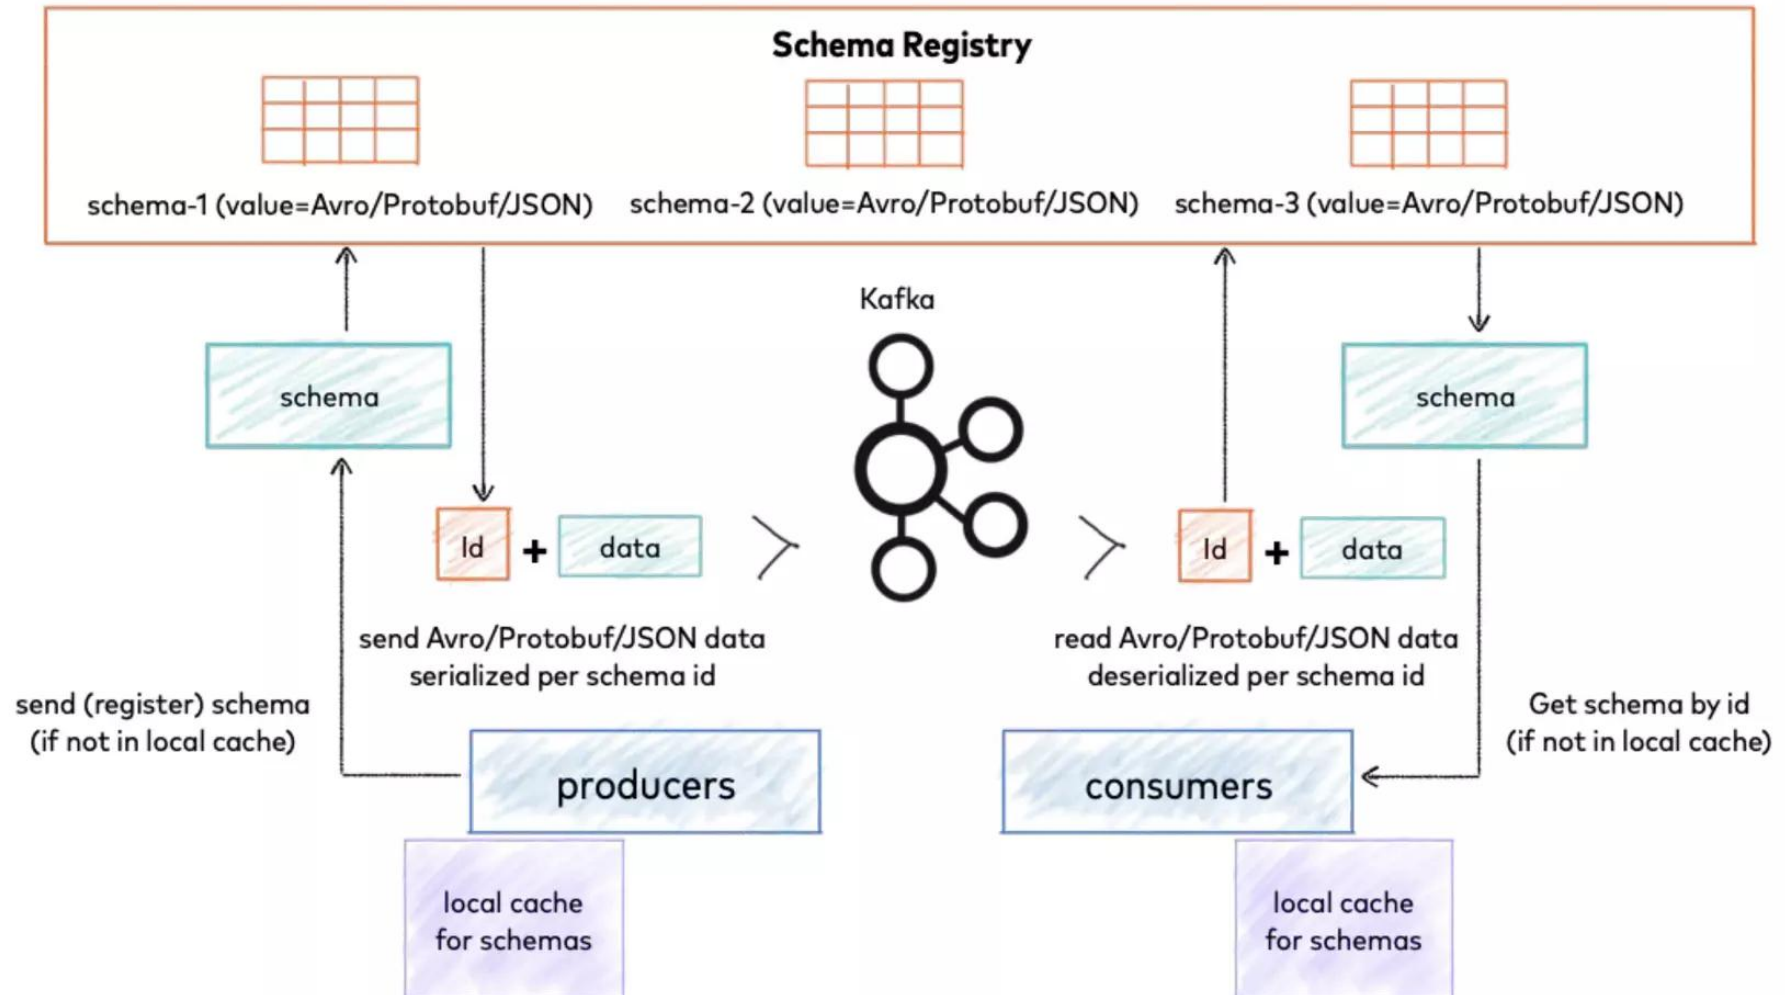 Schema Registry
schema-1 (value=Avro/Protobuf/JSON)
schema-2 (value=Avro/Protobuf/JSON)
schema-3 (value=Avro/Protobuf/JSON)
Kafka
schema
schema
Id
+
data
Id
+
data
send Avro/Protobuf/JSON data
serialized per schema id
read Avro/Protobuf/JSON data
deserialized per schema id
send (register) schema
(if not in local cache)
Get schema by id
(if not in local cache)
producers
consumers
local cache
for schemas
local cache
for schemas